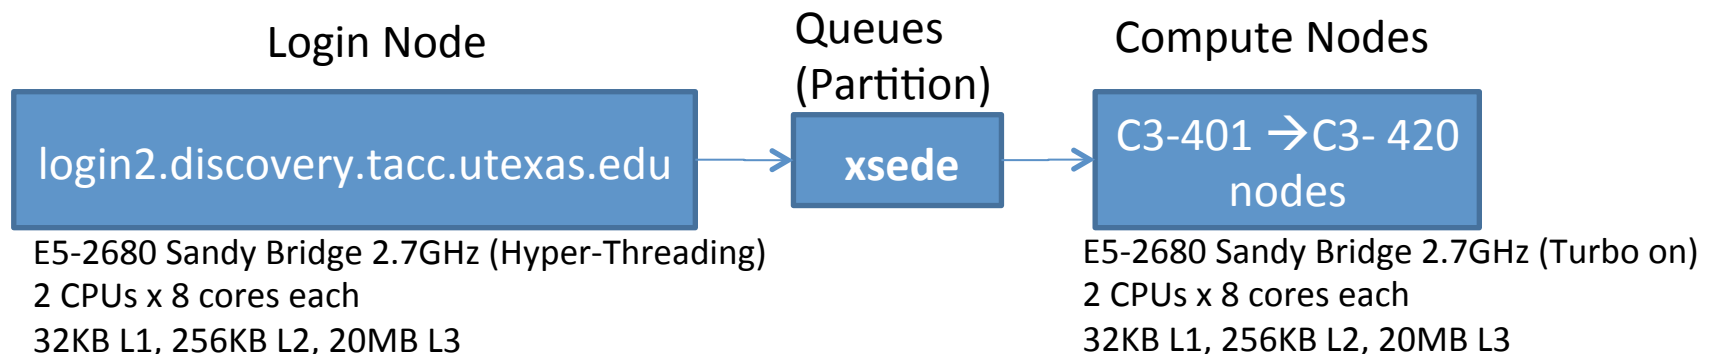 Login Node
Queues
(Partition)
Compute Nodes
login2.discovery.tacc.utexas.edu
xsede
C3-401 →C3- 420
nodes
E5-2680 Sandy Bridge 2.7GHz (Hyper-Threading)
2 CPUs x 8 cores each
32KB L1, 256KB L2, 20MB L3
E5-2680 Sandy Bridge 2.7GHz (Turbo on)
2 CPUs x 8 cores each
32KB L1, 256KB L2, 20MB L3